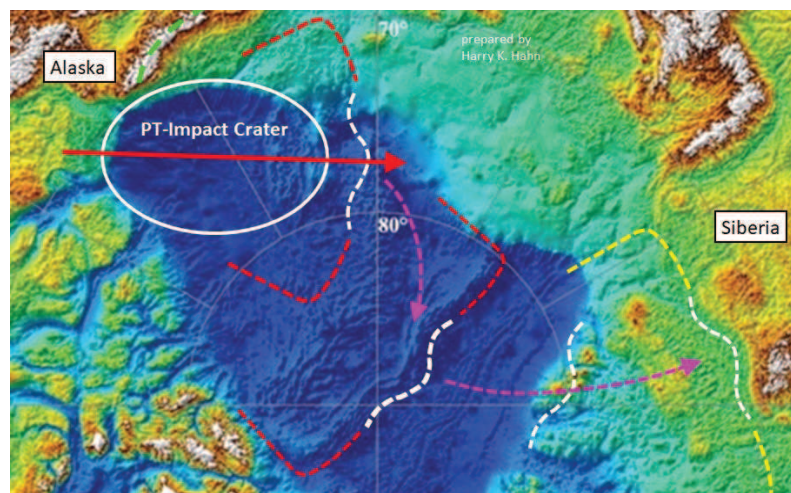 70°
prepared by
Harry K. Hahn
Alaska
PT-Impact Crater
80°
Siberia